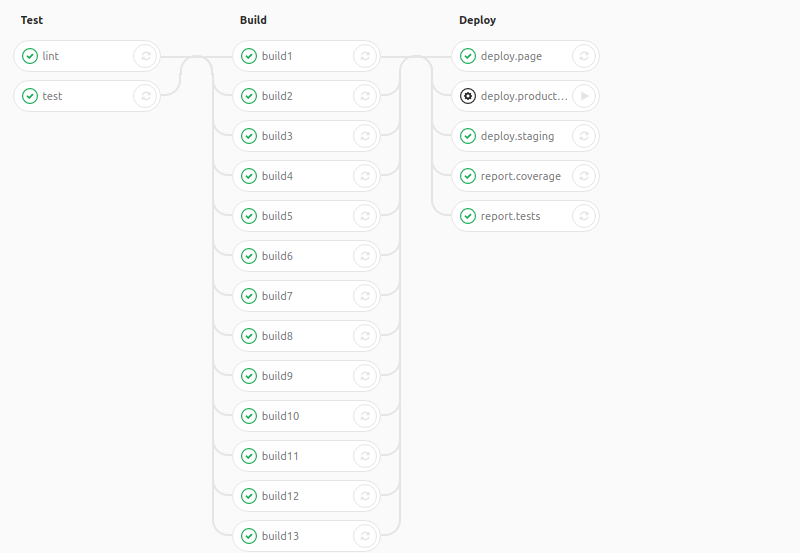 Test
lint
test
Build
build1
build2
build3
build4
build5
build6
build7
build8
build9
build10
build11
build12
build13
Deploy
deploy.page
deploy.product...
deploy.staging
report.coverage
report.tests